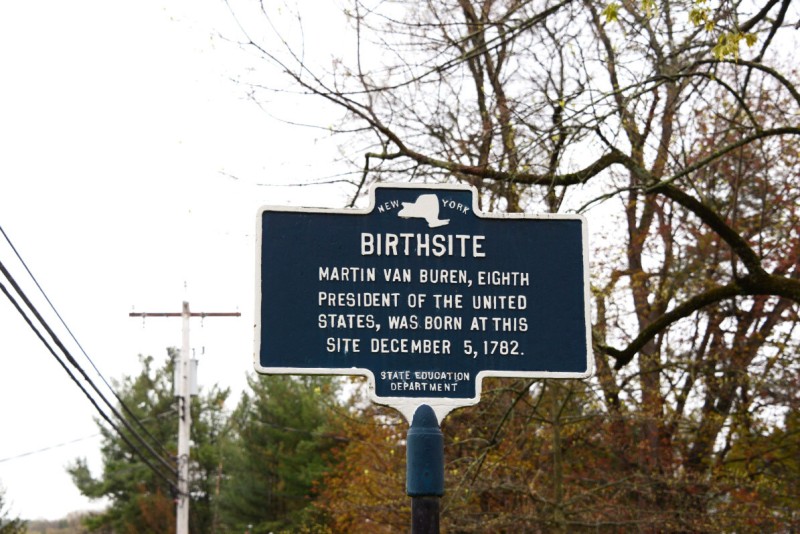 NEW YORK
BIRTHSITE
MARTIN VAN BUREN, EIGHTH
PRESIDENT OF THE UNITED
STATES, WAS BORN AT THIS
SITE DECEMBER 5, 1782.
STATE EDUCATION
DEPARTMENT